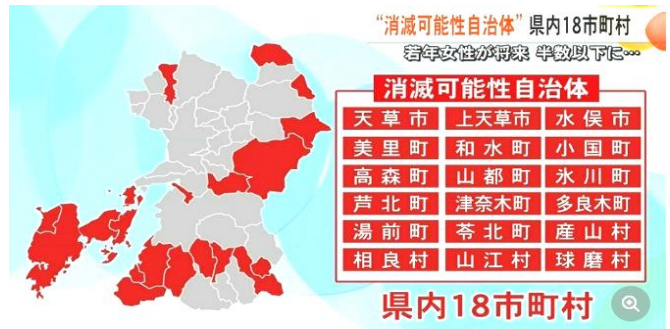 “消滅可能性自治体” 県内18市町村
若年女性が将来 半数以下に…
消滅可能性自治体
天草市 上天草市 水俣市
美里町 和水町 小国町
高森町 山都町 氷川町
芦北町 津奈木町 多良木町
湯前町 苓北町 産山村
相良村 山江村 球磨村
県内18市町村